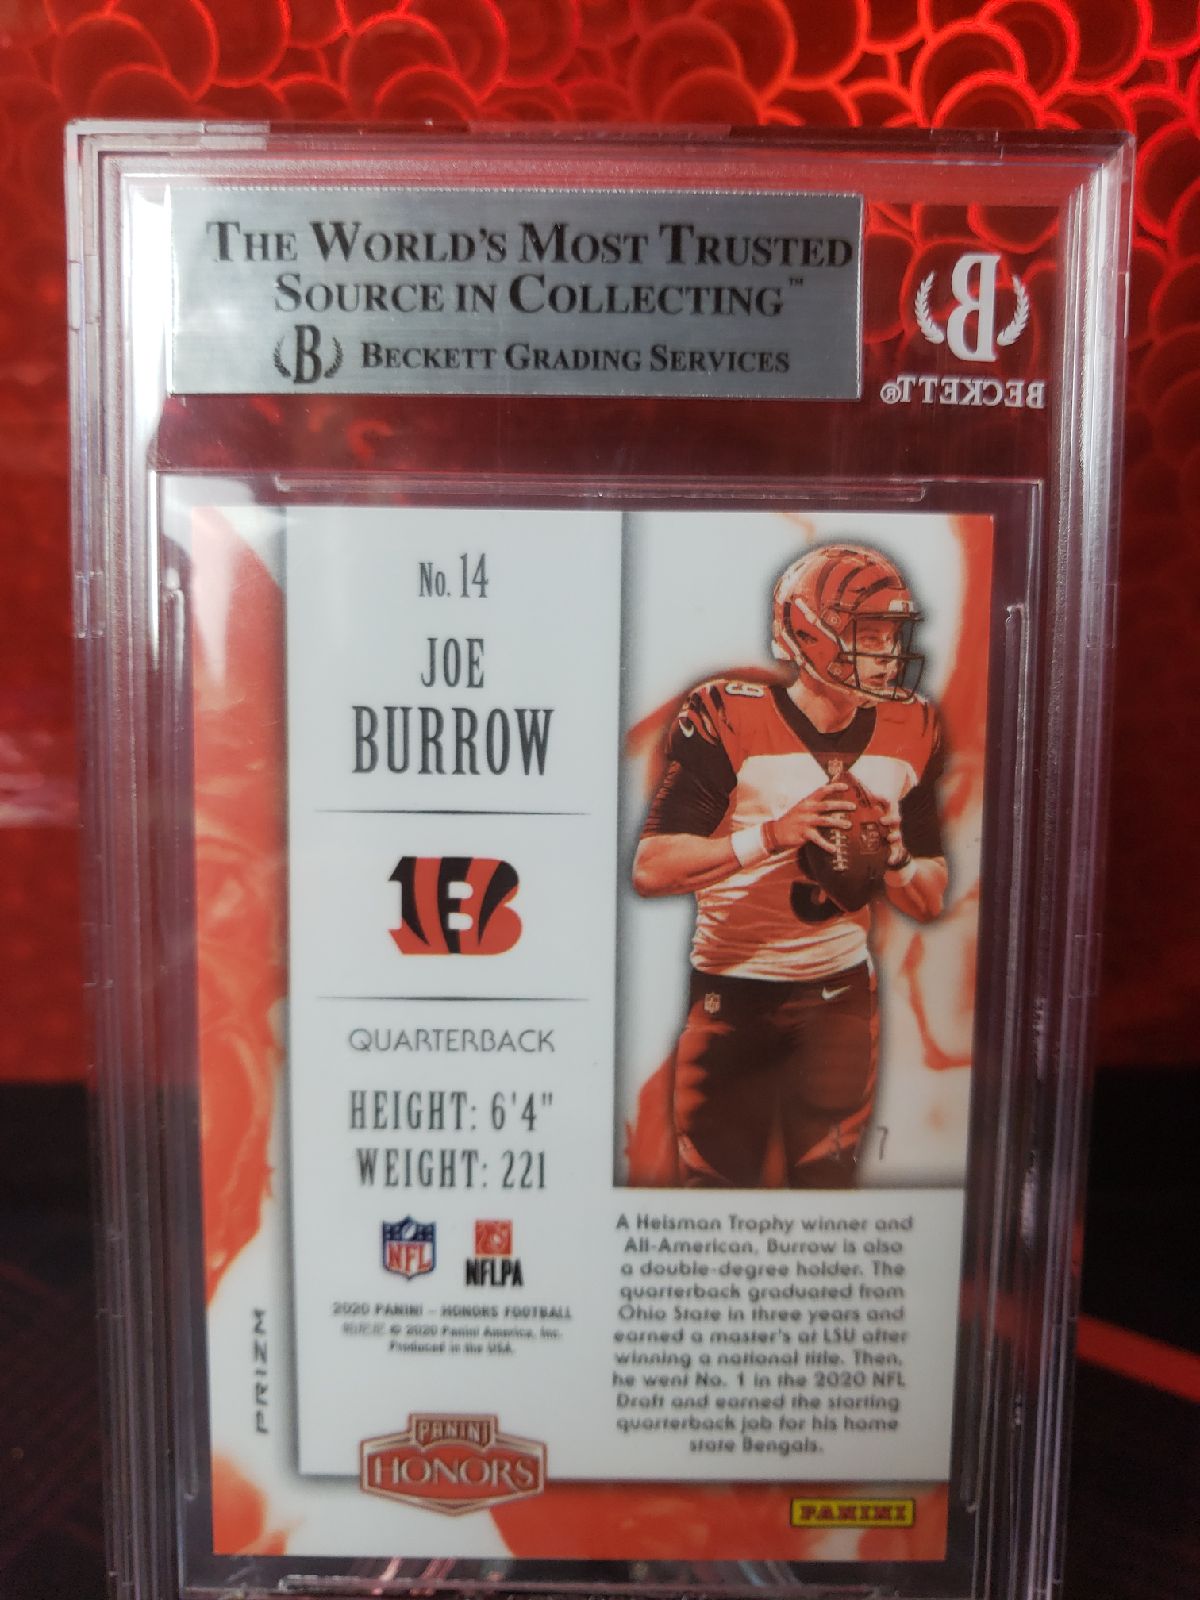 THE WORLD'S MOST TRUSTED
SOURCE IN COLLECTING™
B BECKETT GRADING SERVICES
B
BECKETT®
No. 14
JOE
BURROW
B
QUARTERBACK
HEIGHT: 6'4"
WEIGHT: 221
NFL NFLPA
2020 PANINI – HONORS FOOTBALL
© 2020 Panini America, Inc.
Produced in the USA.
PRIZM
PANINI
HONORS
9
7
A Heisman Trophy winner and
All-American, Burrow is also
a double-degree holder. The
quarterback graduated from
Ohio State in three years and
earned a master's at LSU after
winning a national title. Then,
he went No. 1 in the 2020 NFL
Draft and earned the starting
quarterback job for his home
state Bengals.
PANINI